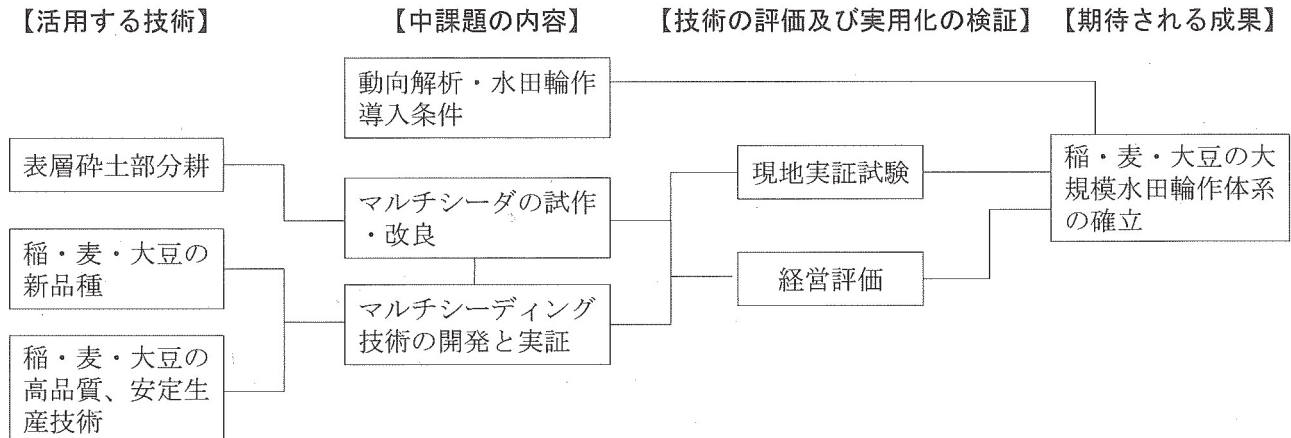 【活用する技術】
【中課題の内容】
【技術の評価及び実用化の検証】
【期待される成果】
動向解析・水田輪作
導入条件
表層砕土部分耕
マルチシーダの試作
・改良
稲・麦・大豆の
新品種
マルチシーディング
技術の開発と実証
稲・麦・大豆の
高品質、安定生
産技術
現地実証試験
経営評価
稲・麦・大豆の大
規模水田輪作体系
の確立